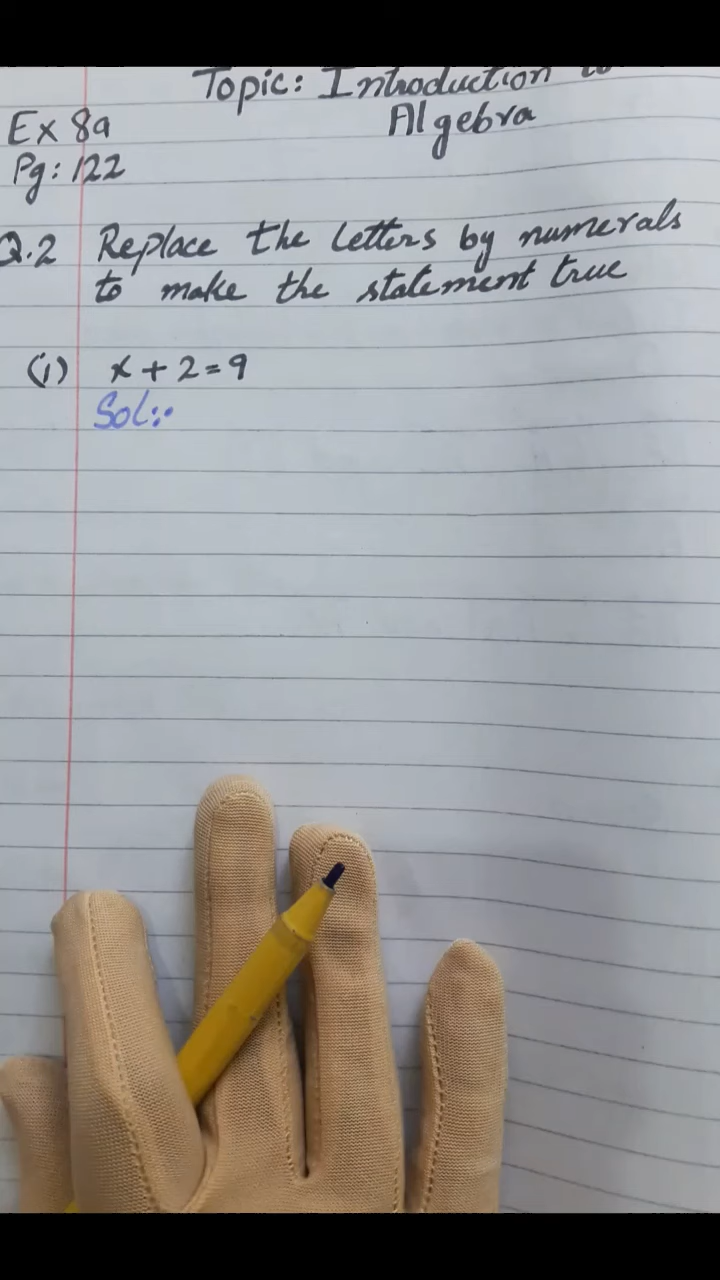 Topic: Introduction to
Algebra
Ex 8a
Pg: 122
Q.2 Replace the letters by numerals
to make the statement true
(i) x + 2 = 9
Sol:-